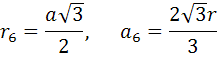 r₆ = a√3/2, a₆ = 2√3r/3